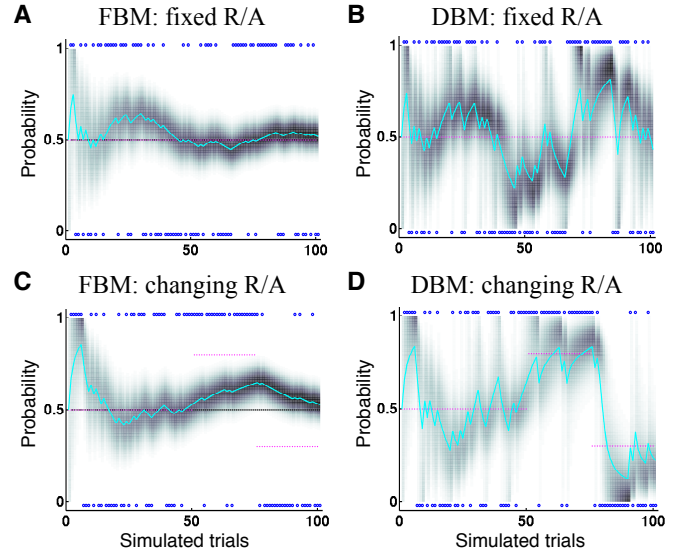 A FBM: fixed R/A
B DBM: fixed R/A
Probability
1
0.5
0
0 50 100
Probability
1
0.5
0
0 50 100
C FBM: changing R/A
D DBM: changing R/A
Probability
1
0.5
0
0 50 100
Simulated trials
Probability
1
0.5
0
0 50 100
Simulated trials